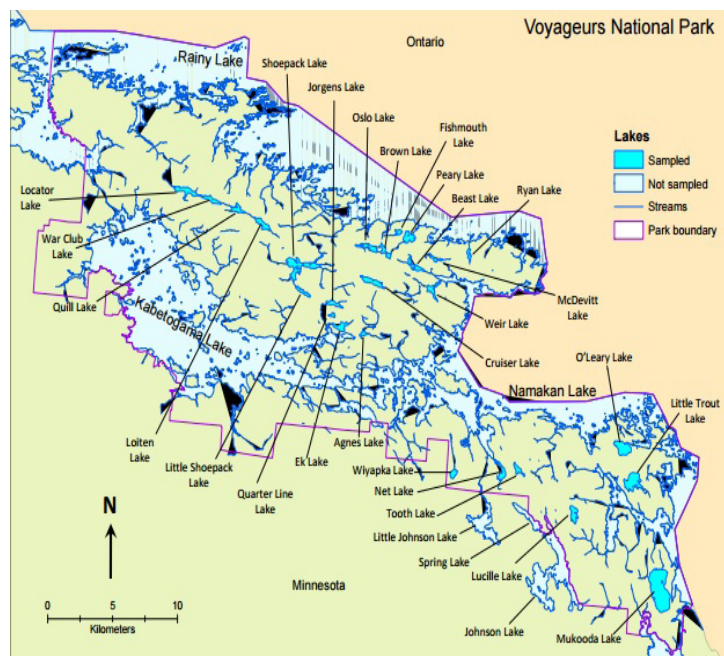 Voyageurs National Park
Ontario
Rainy Lake
Shoepack Lake
Jorgens Lake
Oslo Lake
Brown Lake
Fishmouth
Lake
Peary Lake
Beast Lake
Ryan Lake
Lakes
Sampled
Not sampled
Streams
Park boundary
Locator
Lake
War Club
Lake
Quill Lake
Kabetogama Lake
McDevitt
Lake
Weir Lake
Cruiser Lake
O'Leary Lake
Namakan Lake
Little Trout
Lake
Loiten
Lake
Little Shoepack
Lake
Quarter Line
Lake
Ek Lake
Agnes Lake
Wiyapka Lake
Net Lake
Tooth Lake
Little Johnson Lake
Spring Lake
Lucille Lake
Johnson Lake
Mukooda Lake
N
Minnesota
0 5 10
Kilometers